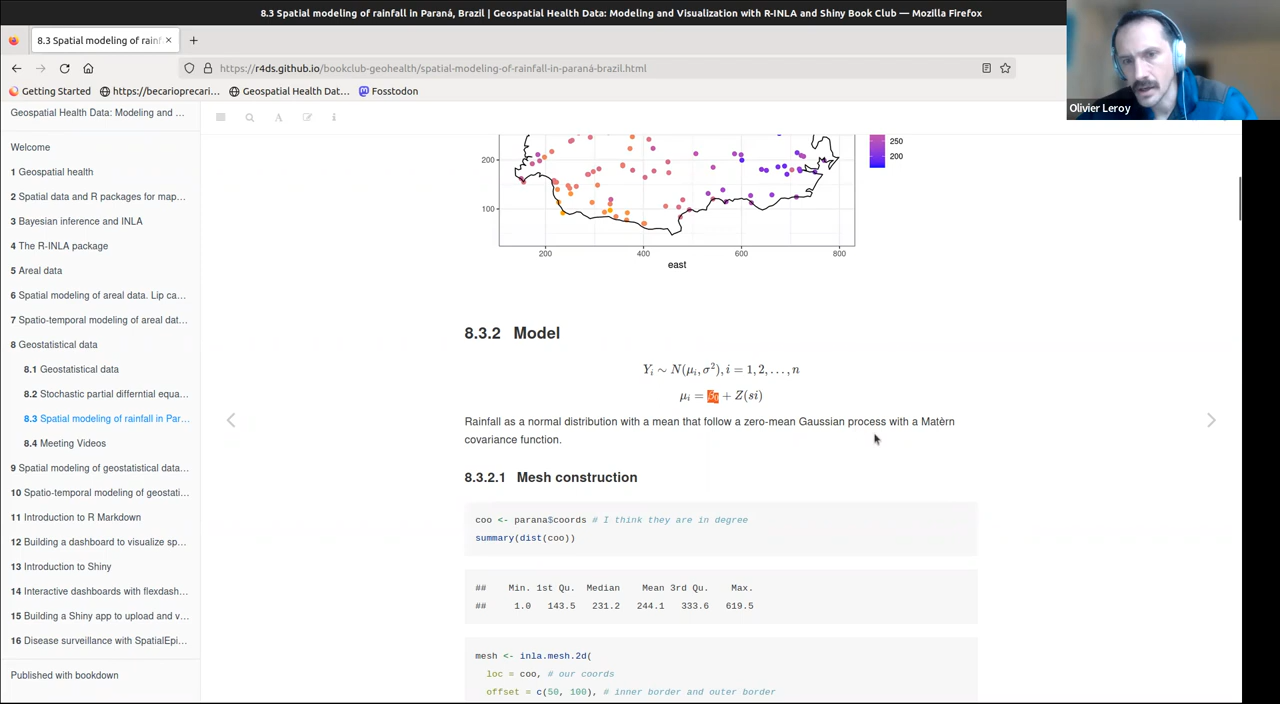 8.3 Spatial modeling of rainfall in Paraná, Brazil | Geospatial Health Data: Modeling and Visualization with R-INLA and Shiny Book Club — Mozilla Firefox
8.3 Spatial modeling of rainf
https://r4ds.github.io/bookclub-geohealth/spatial-modeling-of-rainfall-in-paraná-brazil.html
Getting Started
https://becarioprecari…
Geospatial Health Dat…
Fosstodon
Olivier Leroy
Geospatial Health Data: Modeling and …
Welcome
1 Geospatial health
2 Spatial data and R packages for map…
3 Bayesian inference and INLA
4 The R-INLA package
5 Areal data
6 Spatial modeling of areal data. Lip ca…
7 Spatio-temporal modeling of areal dat…
8 Geostatistical data
8.1 Geostatistical data
8.2 Stochastic partial differntial equa…
8.3 Spatial modeling of rainfall in Par…
8.4 Meeting Videos
9 Spatial modeling of geostatistical data…
10 Spatio-temporal modeling of geostati…
11 Introduction to R Markdown
12 Building a dashboard to visualize sp…
13 Introduction to Shiny
14 Interactive dashboards with flexdash…
15 Building a Shiny app to upload and v…
16 Disease surveillance with SpatialEpi…
Published with bookdown
250
200
200
100
200 400 600 800
east
8.3.2 Model
Y_i ∼ N(μ_i, σ²), i = 1, 2, …, n
μ_i = β_0 + Z(si)
Rainfall as a normal distribution with a mean that follow a zero-mean Gaussian process with a Matèrn
covariance function.
8.3.2.1 Mesh construction
coo <- parana$coords # I think they are in degree
summary(dist(coo))
## Min. 1st Qu. Median Mean 3rd Qu. Max.
## 1.0 143.5 231.2 244.1 333.6 619.5
mesh <- inla.mesh.2d(
loc = coo, # our coords
offset = c(50, 100), # inner border and outer border